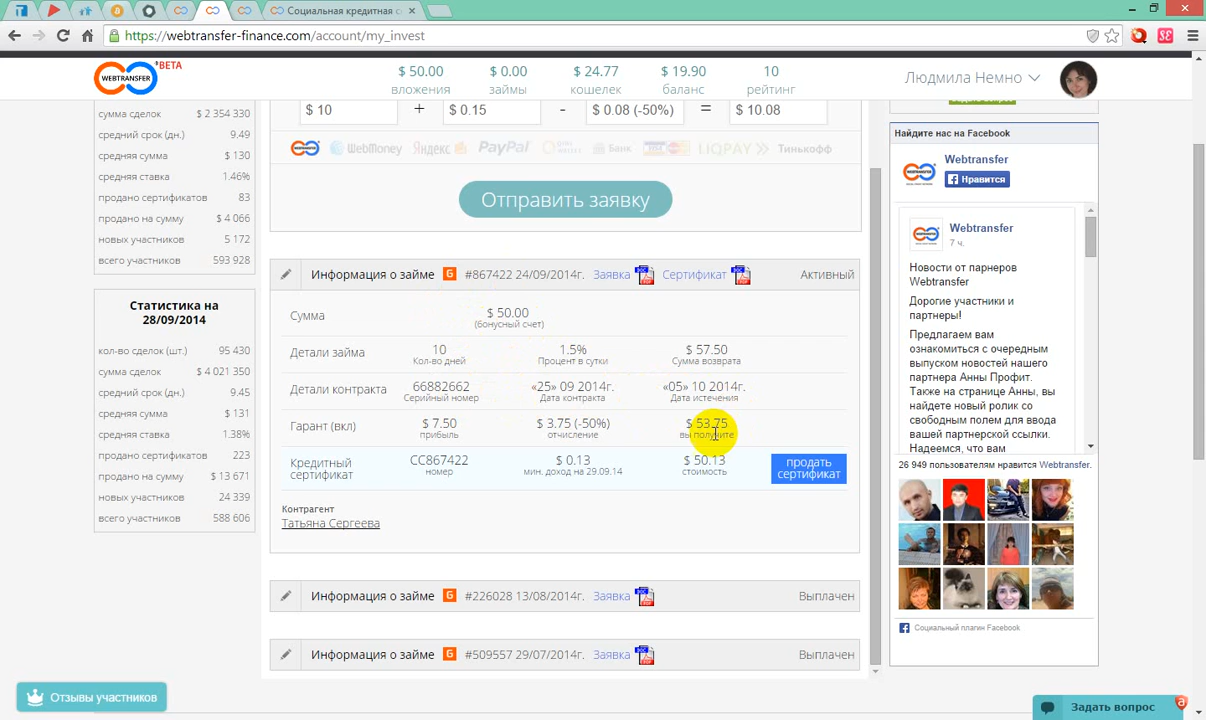 Социальная кредитная с
https://webtransfer-finance.com/account/my_invest
WEBTRANSFER BETA
$ 50.00 $ 0.00 $ 24.77 $ 19.90 10
вложения займы кошелек баланс рейтинг
Людмила Немно
сумма сделок $ 2 354 330
средний срок (дн.) 9.49
средняя сумма $ 130
средняя ставка 1.46%
продано сертификатов 83
продано на сумму $ 4 066
новых участников 5 172
всего участников 593 928
Статистика на
28/09/2014
кол-во сделок (шт.) 95 430
сумма сделок $ 4 021 350
средний срок (дн.) 9.45
средняя сумма $ 131
средняя ставка 1.38%
продано сертификатов 223
продано на сумму $ 13 671
новых участников 24 339
всего участников 588 606
$ 10 + $ 0.15 - $ 0.08 (-50%) = $ 10.08
WebMoney Яндекс PayPal Банк LIQPAY Тинькофф
Отправить заявку
Информация о займе G #867422 24/09/2014г. Заявка Сертификат Активный
Сумма $ 50.00
(бонусный счет)
Детали займа 10 1.5% $ 57.50
Кол-во дней Процент в сутки Сумма возврата
Детали контракта 66882662 «25» 09 2014г. «05» 10 2014г.
Серийный номер Дата контракта Дата истечения
Гарант (вкл) $ 7.50 $ 3.75 (-50%) $ 53.75
прибыль отчисление вы получите
Кредитный сертификат CC867422 $ 0.13 $ 50.13
номер мин. доход на 29.09.14 стоимость
продать
сертификат
Контрагент
Татьяна Сергеева
Информация о займе G #226028 13/08/2014г. Заявка Выплачен
Информация о займе G #509557 29/07/2014г. Заявка Выплачен
Найдите нас на Facebook
Webtransfer
Нравится
Webtransfer
7 ч.
Новости от парнеров
Webtransfer
Дорогие участники и
партнеры!
Предлагаем вам
ознакомиться с очередным
выпуском новостей нашего
партнера Анны Профит.
Также на странице Анны, вы
найдете новый ролик со
свободным полем для ввода
вашей партнерской ссылки.
Надеемся, что вам
26 949 пользователям нравится Webtransfer.
Социальный плагин Facebook
Отзывы участников
Задать вопрос